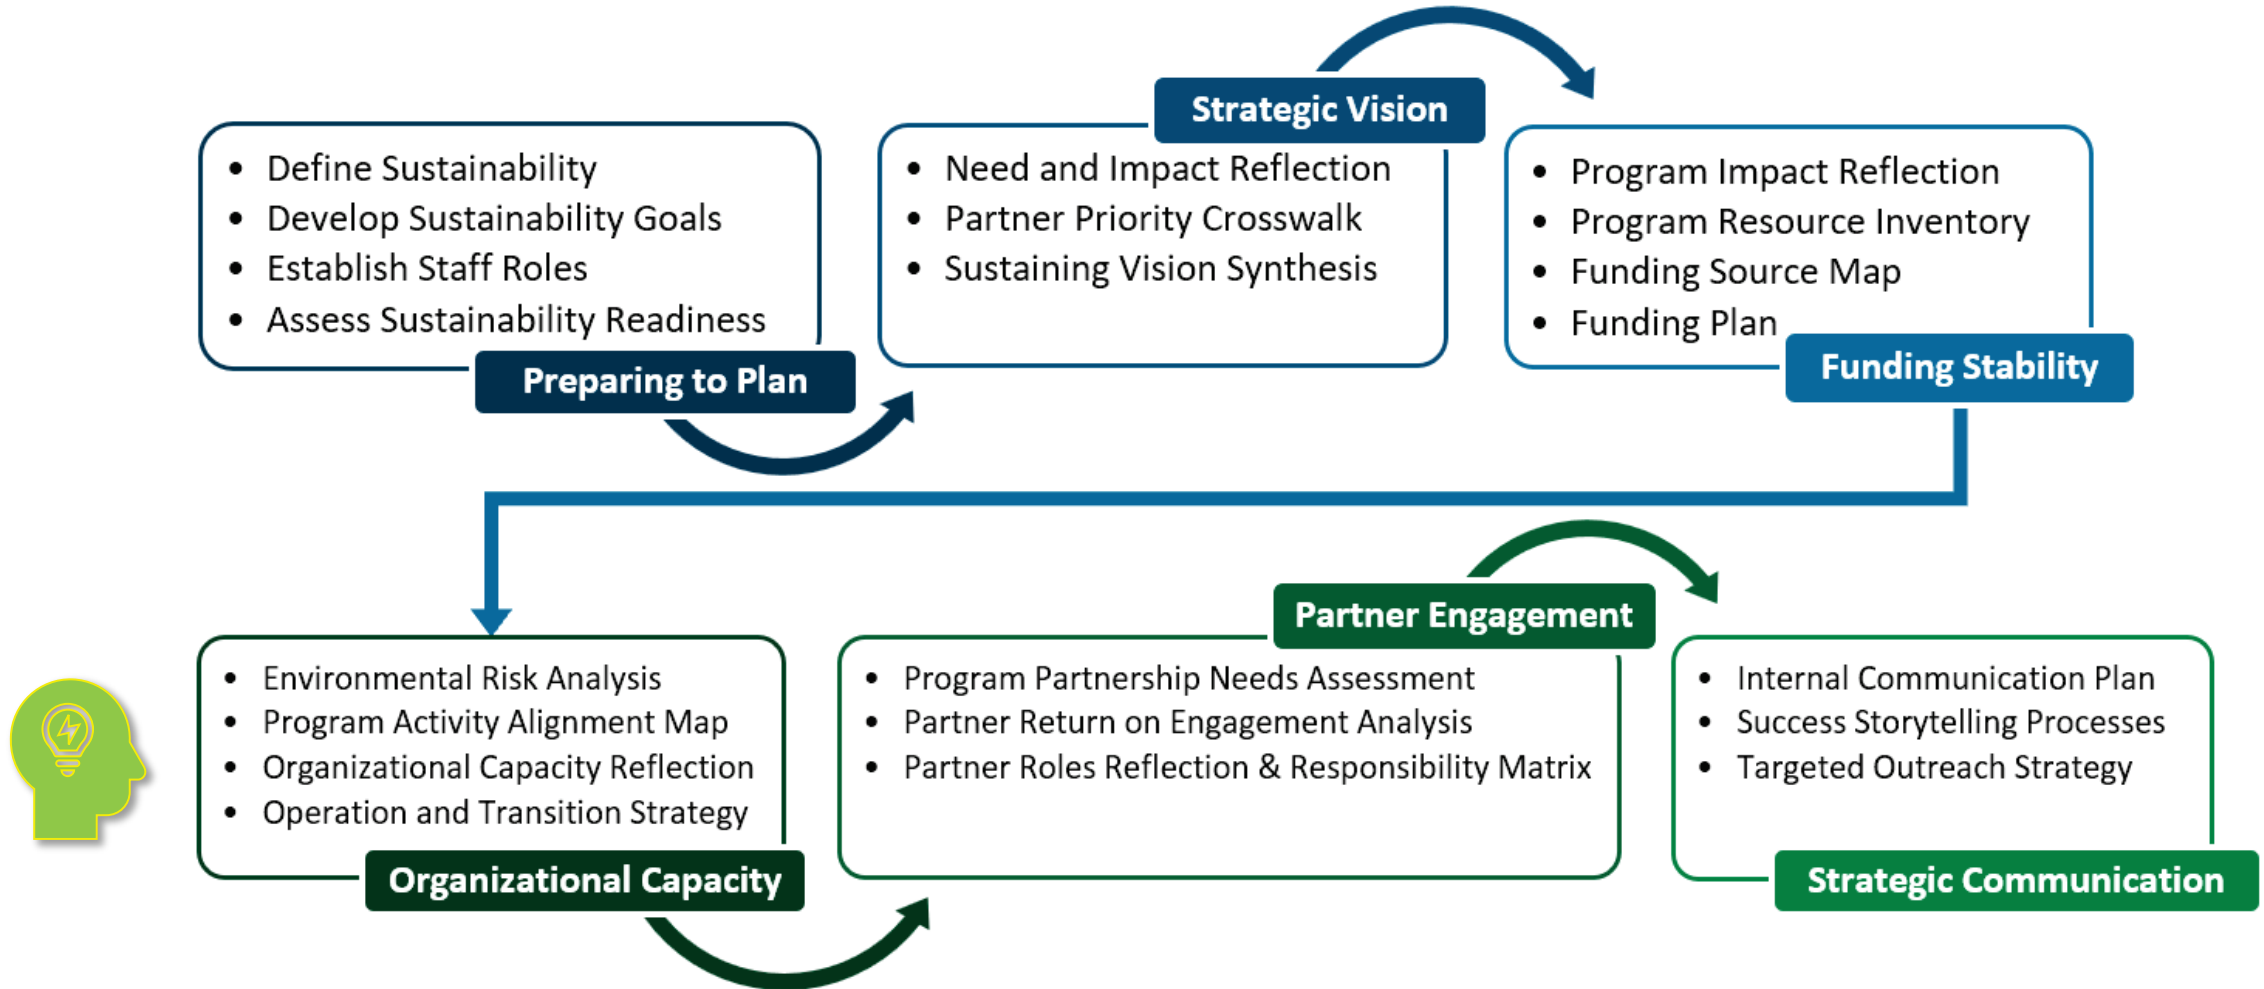 Preparing to Plan
• Define Sustainability
• Develop Sustainability Goals
• Establish Staff Roles
• Assess Sustainability Readiness
Strategic Vision
• Need and Impact Reflection
• Partner Priority Crosswalk
• Sustaining Vision Synthesis
Funding Stability
• Program Impact Reflection
• Program Resource Inventory
• Funding Source Map
• Funding Plan
Organizational Capacity
• Environmental Risk Analysis
• Program Activity Alignment Map
• Organizational Capacity Reflection
• Operation and Transition Strategy
Partner Engagement
• Program Partnership Needs Assessment
• Partner Return on Engagement Analysis
• Partner Roles Reflection & Responsibility Matrix
Strategic Communication
• Internal Communication Plan
• Success Storytelling Processes
• Targeted Outreach Strategy